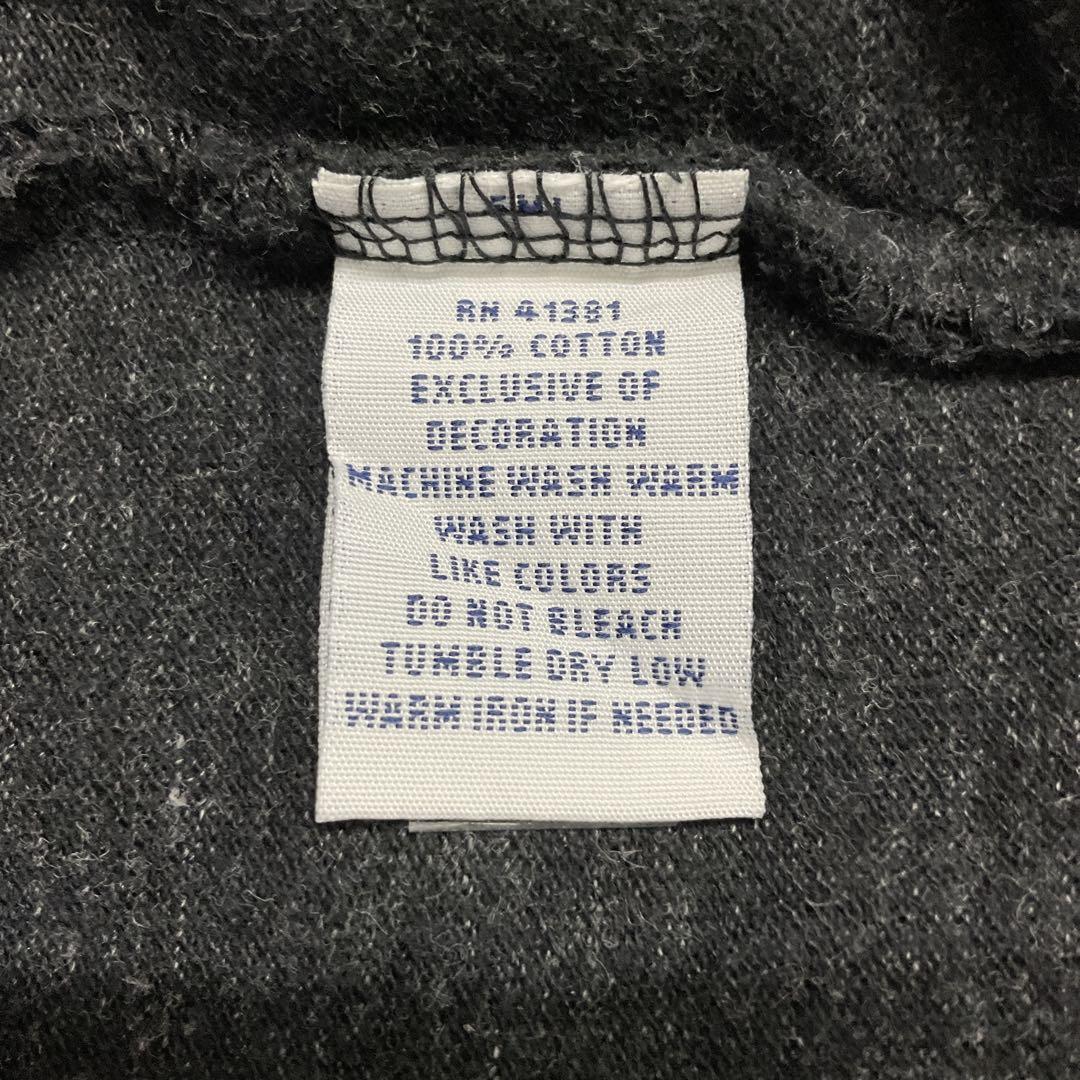 RN 41381
100% COTTON
EXCLUSIVE OF
DECORATION
MACHINE WASH WARM
WASH WITH
LIKE COLORS
DO NOT BLEACH
TUMBLE DRY LOW
WARM IRON IF NEEDED